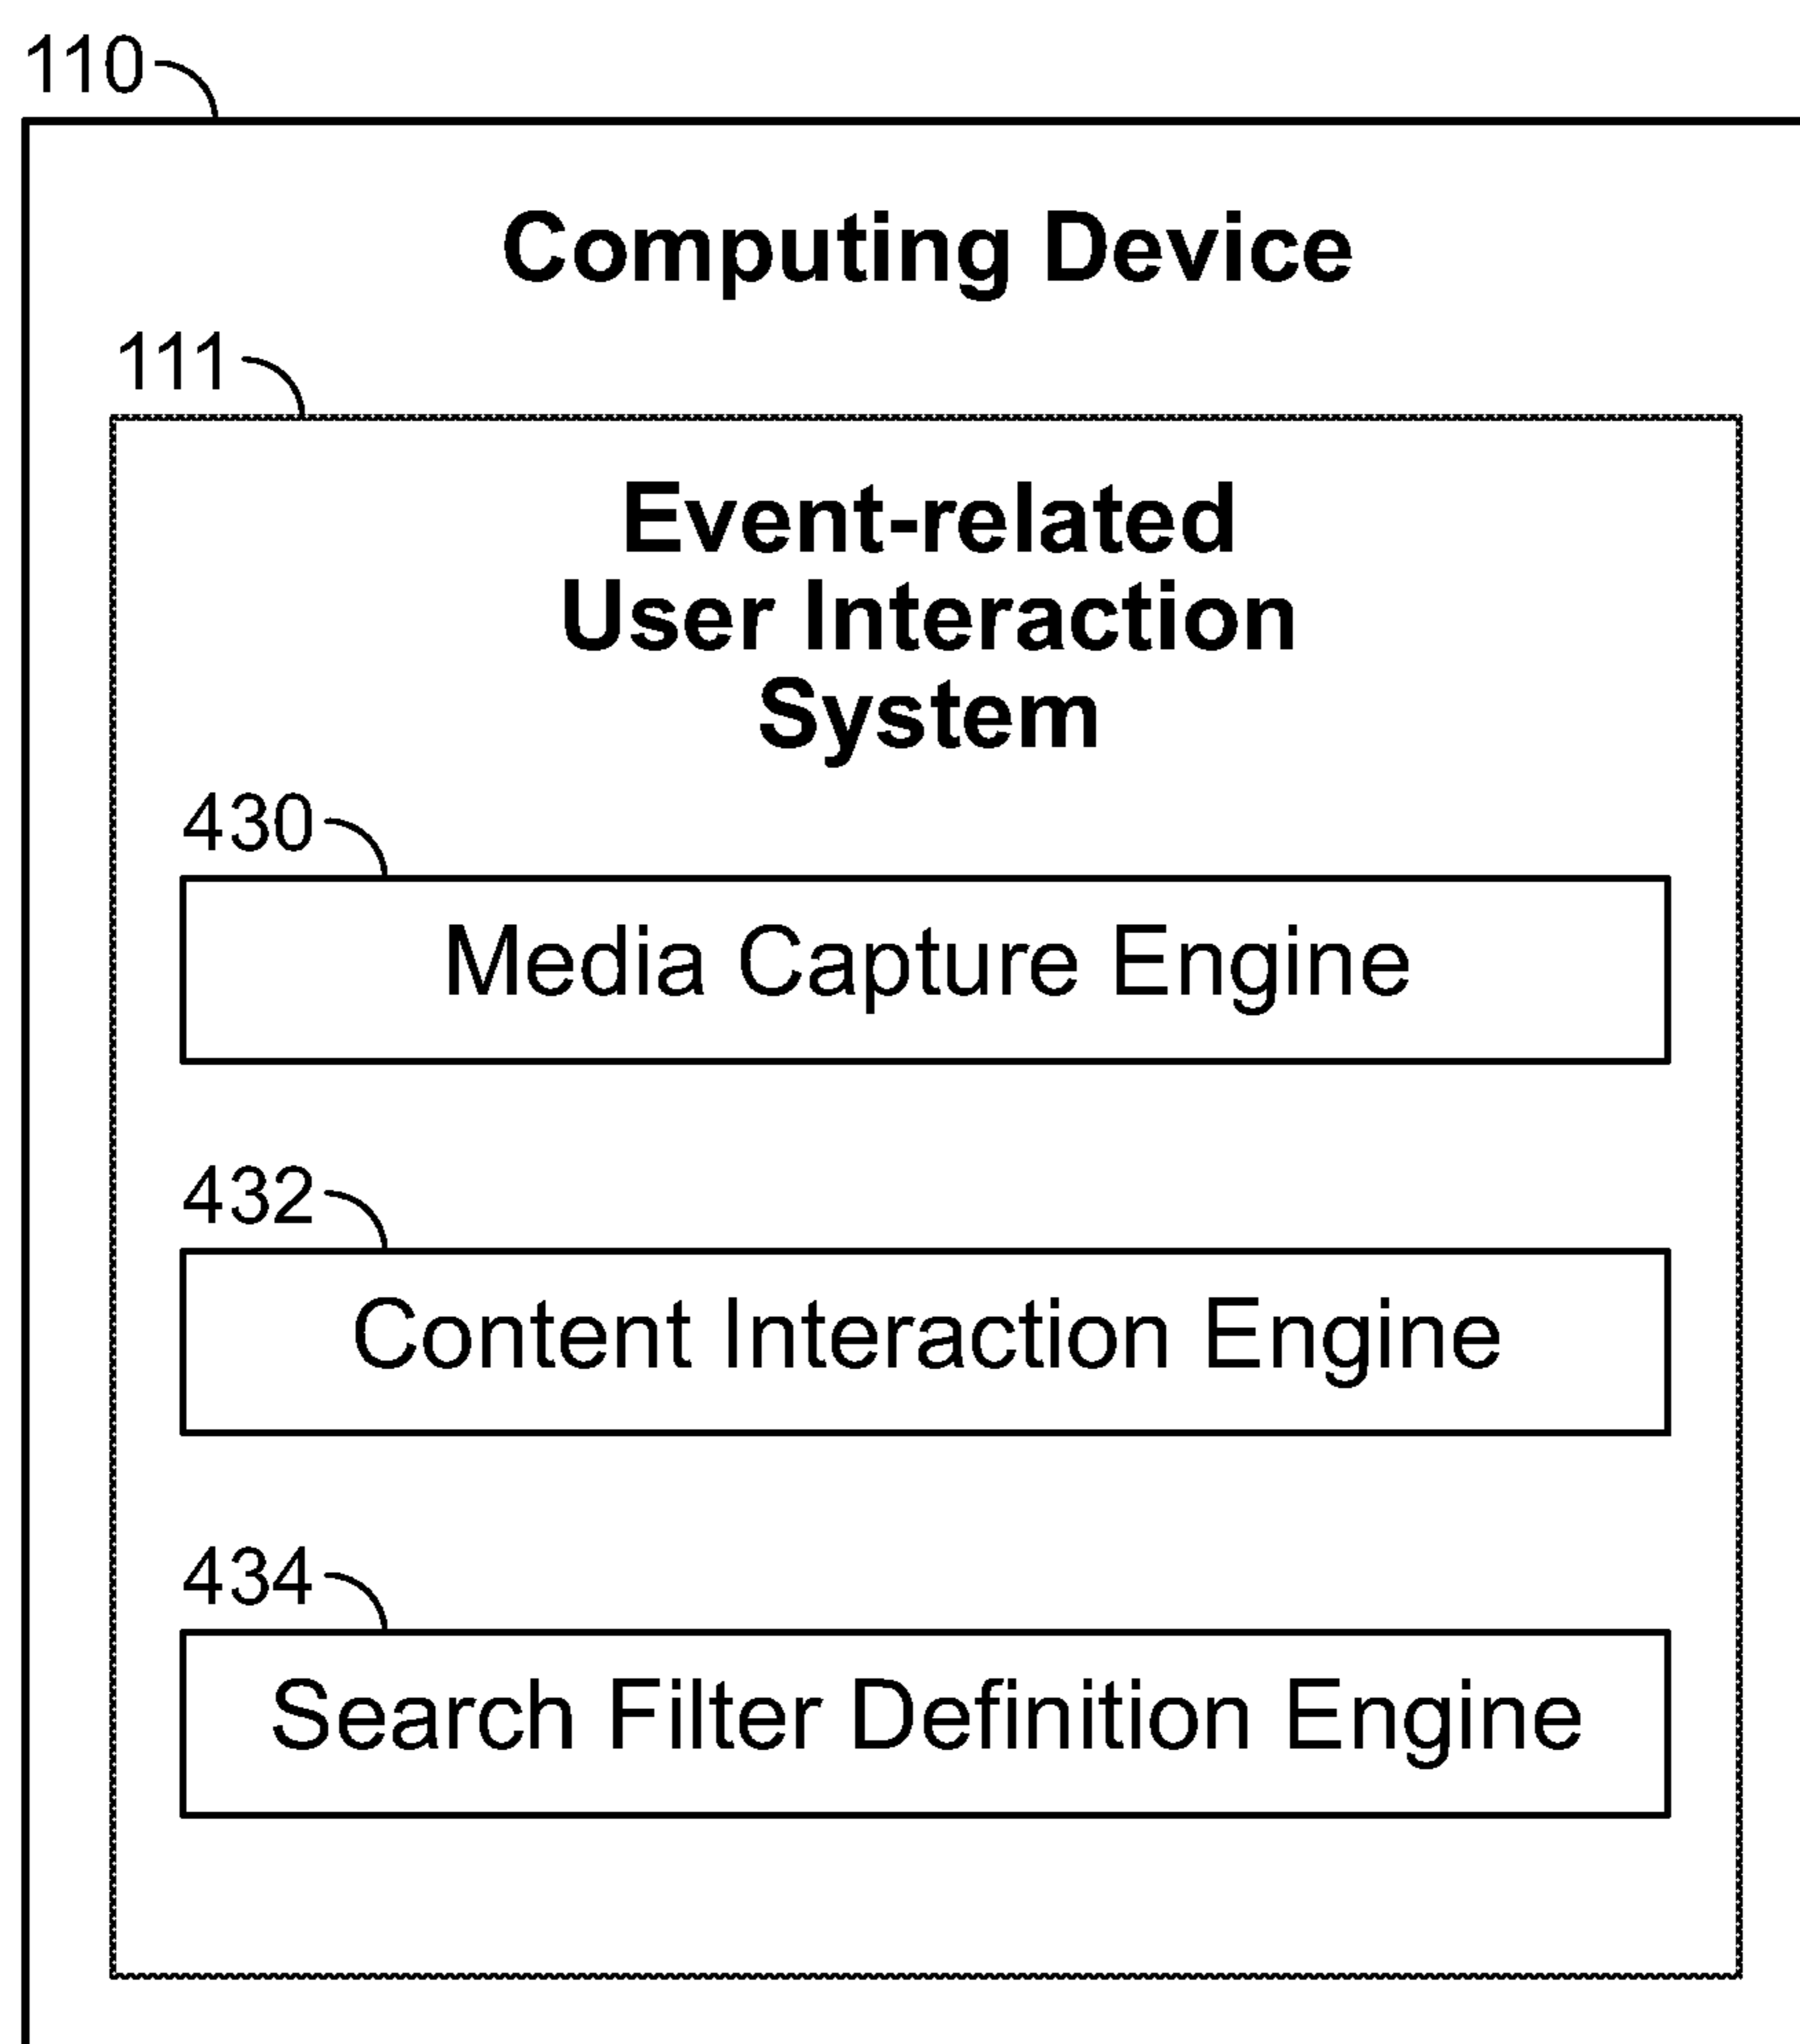 110
Computing Device
111
Event-related
User Interaction
System
430
Media Capture Engine
432
Content Interaction Engine
434
Search Filter Definition Engine